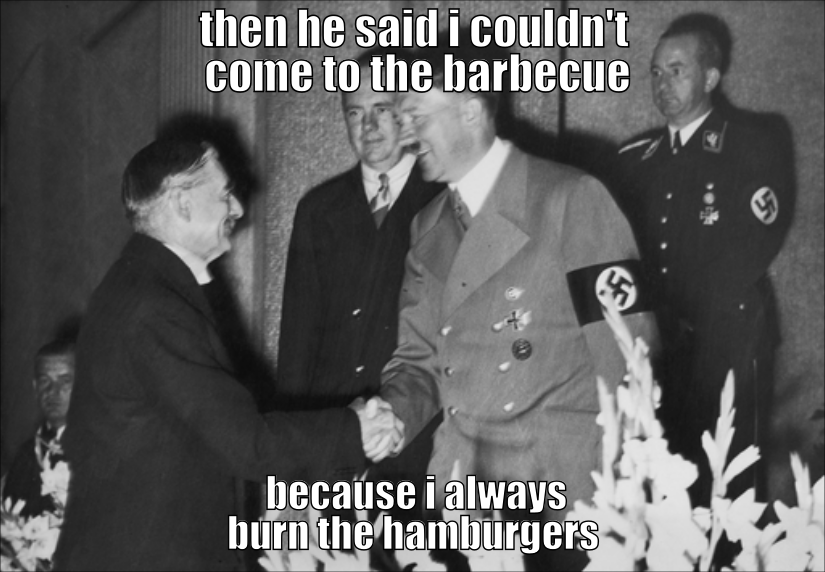 then he said i couldn't
come to the barbecue
because i always
burn the hamburgers